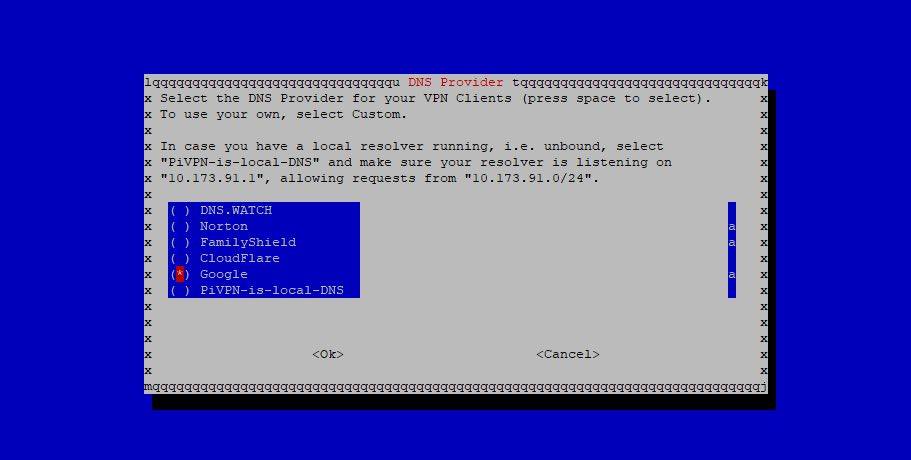 lqqqqqqqqqqqqqqqqqqqqqqqqqqqqqqu DNS Provider tqqqqqqqqqqqqqqqqqqqqqqqqqqqqqqk
x Select the DNS Provider for your VPN Clients (press space to select). x
x To use your own, select Custom. x
x x
x In case you have a local resolver running, i.e. unbound, select x
x "PiVPN-is-local-DNS" and make sure your resolver is listening on x
x "10.173.91.1", allowing requests from "10.173.91.0/24". x
x x
x ( ) DNS.WATCH x
x ( ) Norton a x
x ( ) FamilyShield a x
x ( ) CloudFlare x
x (*) Google a x
x ( ) PiVPN-is-local-DNS x
x x
x x
x x
x <Ok> <Cancel> x
x x
mqqqqqqqqqqqqqqqqqqqqqqqqqqqqqqqqqqqqqqqqqqqqqqqqqqqqqqqqqqqqqqqqqqqqqqqqqqqqj